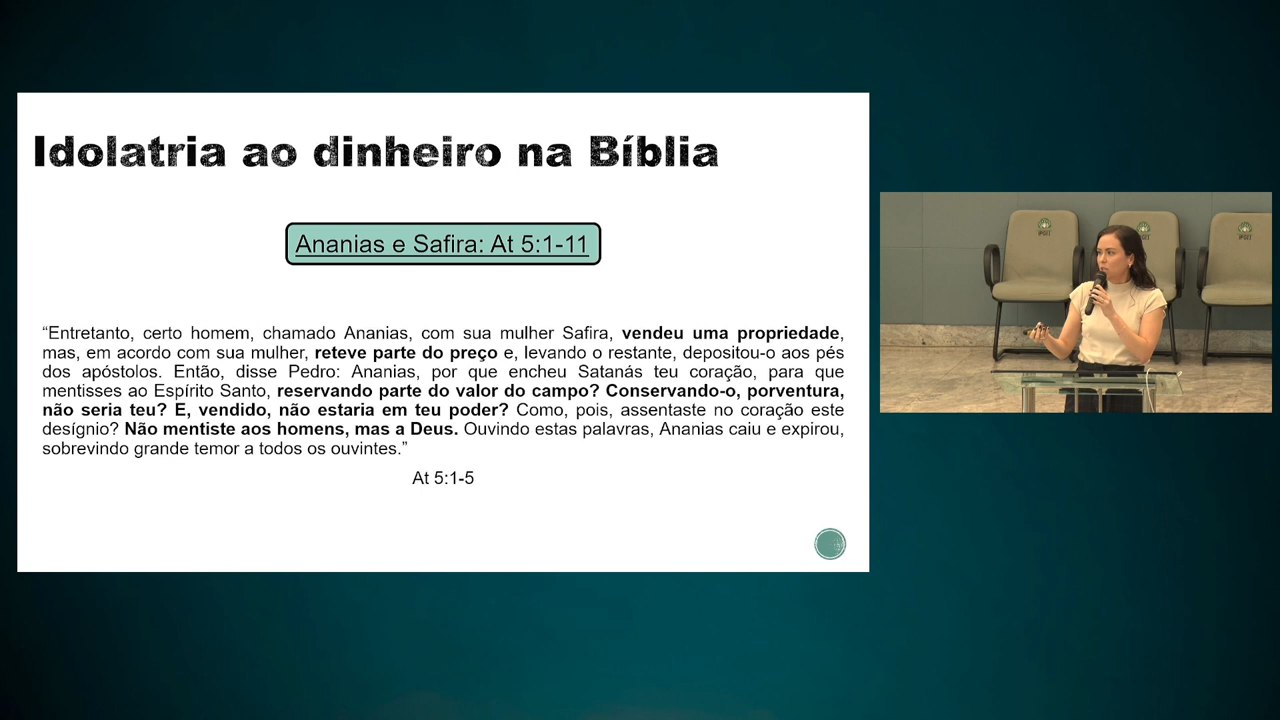 Idolatria ao dinheiro na Bíblia
Ananias e Safira: At 5:1-11
“Entretanto, certo homem, chamado Ananias, com sua mulher Safira, vendeu uma propriedade,
mas, em acordo com sua mulher, reteve parte do preço e, levando o restante, depositou-o aos pés
dos apóstolos. Então, disse Pedro: Ananias, por que encheu Satanás teu coração, para que
mentisses ao Espírito Santo, reservando parte do valor do campo? Conservando-o, porventura,
não seria teu? E, vendido, não estaria em teu poder? Como, pois, assentaste no coração este
desígnio? Não mentiste aos homens, mas a Deus. Ouvindo estas palavras, Ananias caiu e expirou,
sobrevindo grande temor a todos os ouvintes.”
At 5:1-5